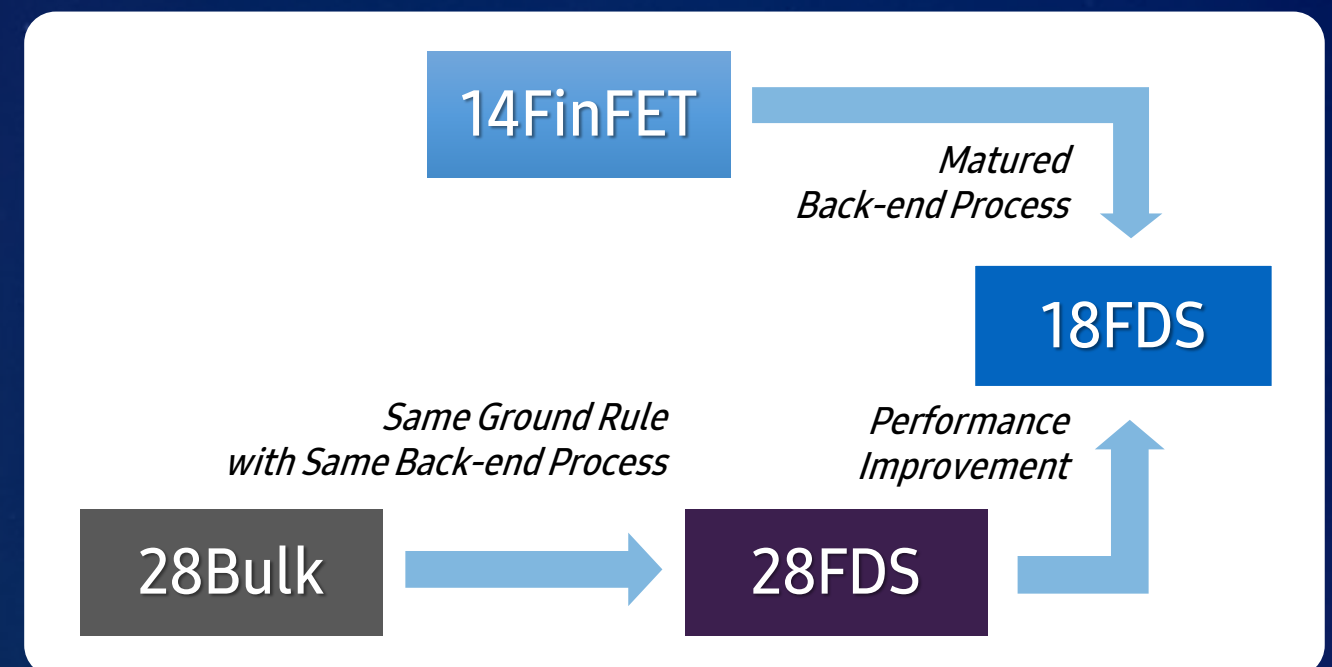 14FinFET
Matured
Back-end Process
18FDS
Same Ground Rule
with Same Back-end Process
Performance
Improvement
28Bulk
28FDS